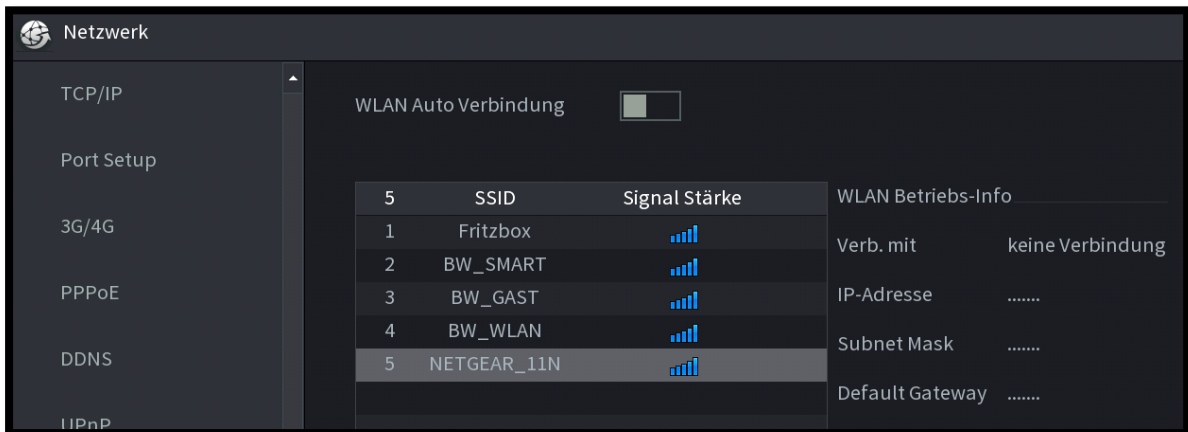 Netzwerk
TCP/IP
Port Setup
3G/4G
PPPoE
DDNS
UPnP
WLAN Auto Verbindung
5 SSID Signal Stärke
1 Fritzbox
2 BW_SMART
3 BW_GAST
4 BW_WLAN
5 NETGEAR_11N
WLAN Betriebs-Info
Verb. mit keine Verbindung
IP-Adresse .......
Subnet Mask .......
Default Gateway .......